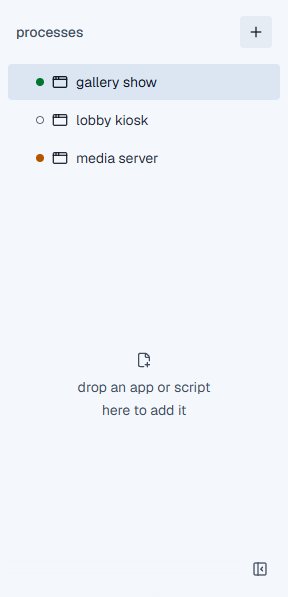 processes
gallery show
lobby kiosk
media server
drop an app or script
here to add it